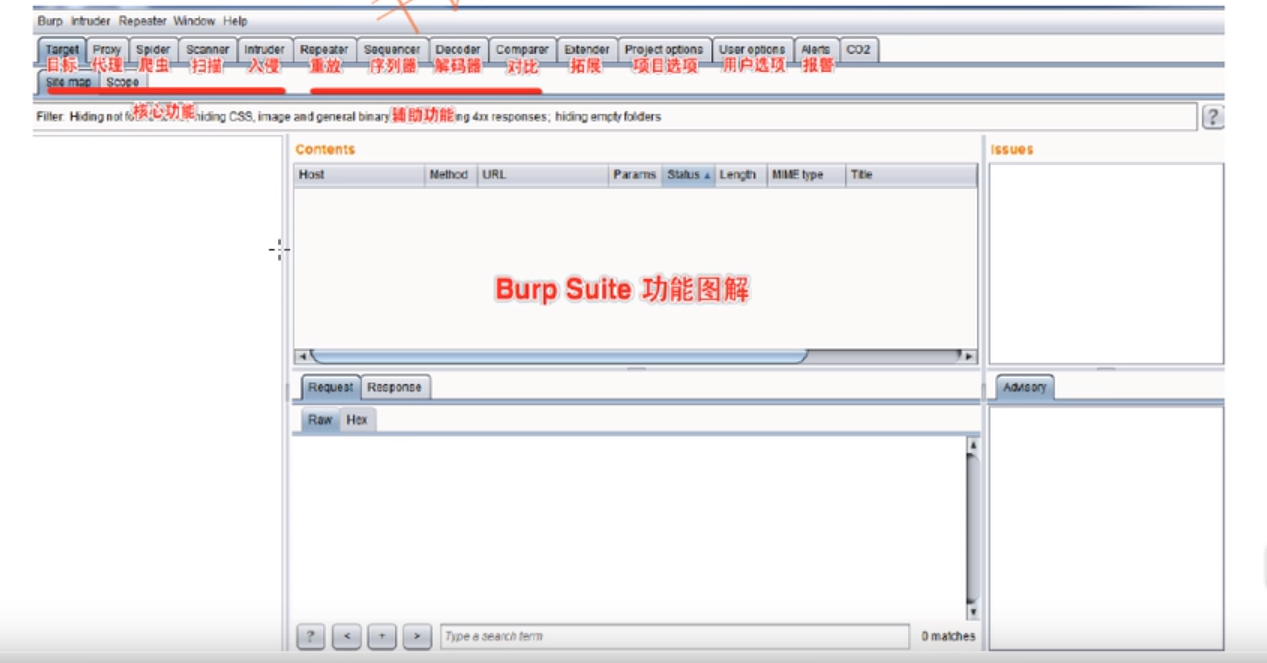 Burp Intruder Repeater Window Help
Target Proxy Spider Scanner Intruder Repeater Sequencer Decoder Comparer Extender Project options User options Alerts CO2
目标 代理 爬虫 扫描 入侵 重放 序列器 解码器 对比 拓展 项目选项 用户选项 报警
Site map Scope
核心功能 辅助功能
Filter: Hiding not hiding CSS, image and general binary 4xx responses; hiding empty folders ?
Contents Issues
Host Method URL Params Status Length MIME type Title
Burp Suite 功能图解
Request Response Advisory
Raw Hex
? < + > Type a search term 0 matches